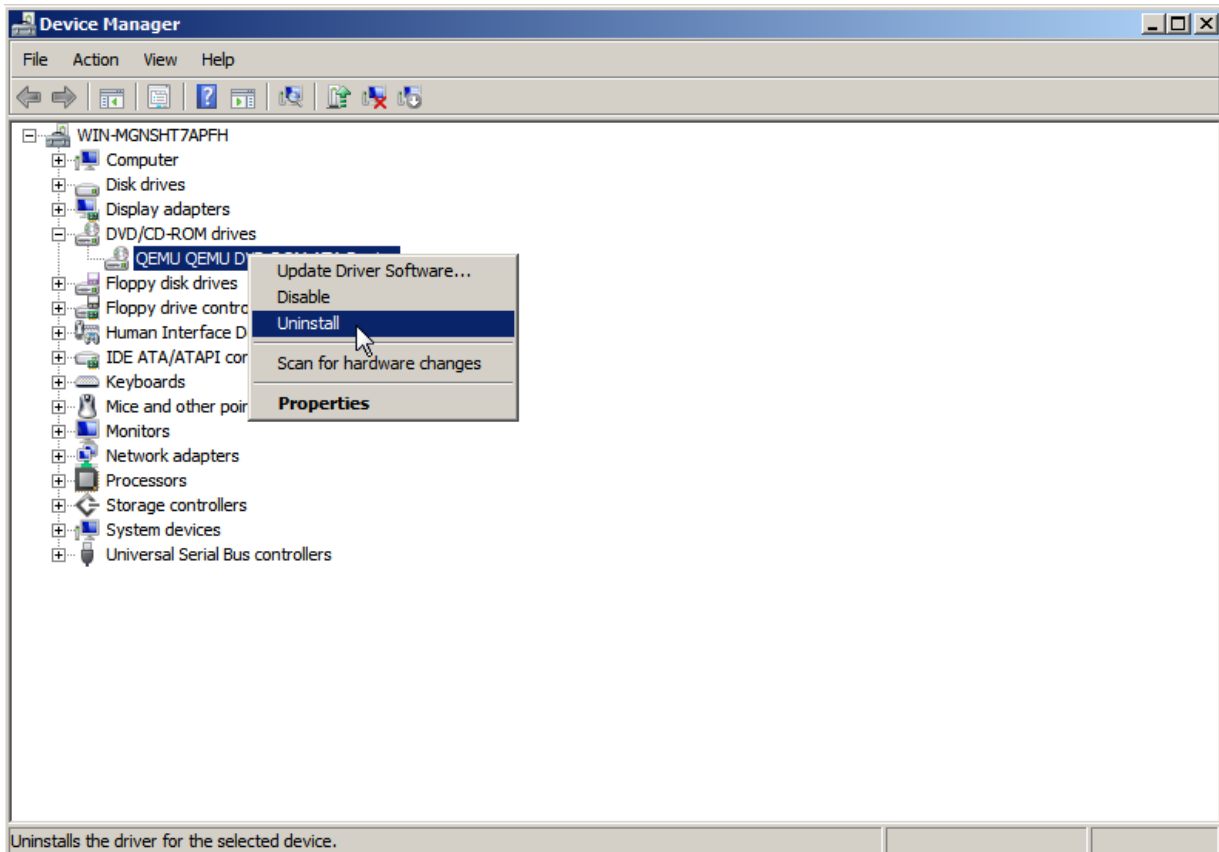 Device Manager
File Action View Help
WIN-MGNSHT7APFH
Computer
Disk drives
Display adapters
DVD/CD-ROM drives
QEMU QEMU
Update Driver Software...
Floppy disk drives
Disable
Floppy drive contro
Uninstall
Human Interface D
IDE ATA/ATAPI cor
Scan for hardware changes
Keyboards
Mice and other poir
Properties
Monitors
Network adapters
Processors
Storage controllers
System devices
Universal Serial Bus controllers
Uninstalls the driver for the selected device.